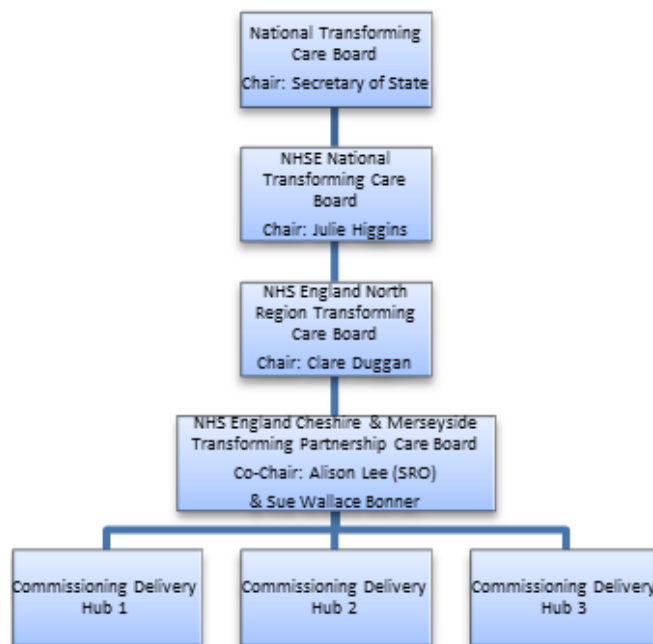 National Transforming
Care Board
Chair: Secretary of State
NHSE National
Transforming Care
Board
Chair: Julie Higgins
NHS England North
Region Transforming
Care Board
Chair: Clare Duggan
NHS England Cheshire & Merseyside
Transforming Partnership Care Board
Co-Chair: Alison Lee (SRO)
& Sue Wallace Bonner
Commissioning Delivery
Hub 1
Commissioning Delivery
Hub 2
Commissioning Delivery
Hub 3